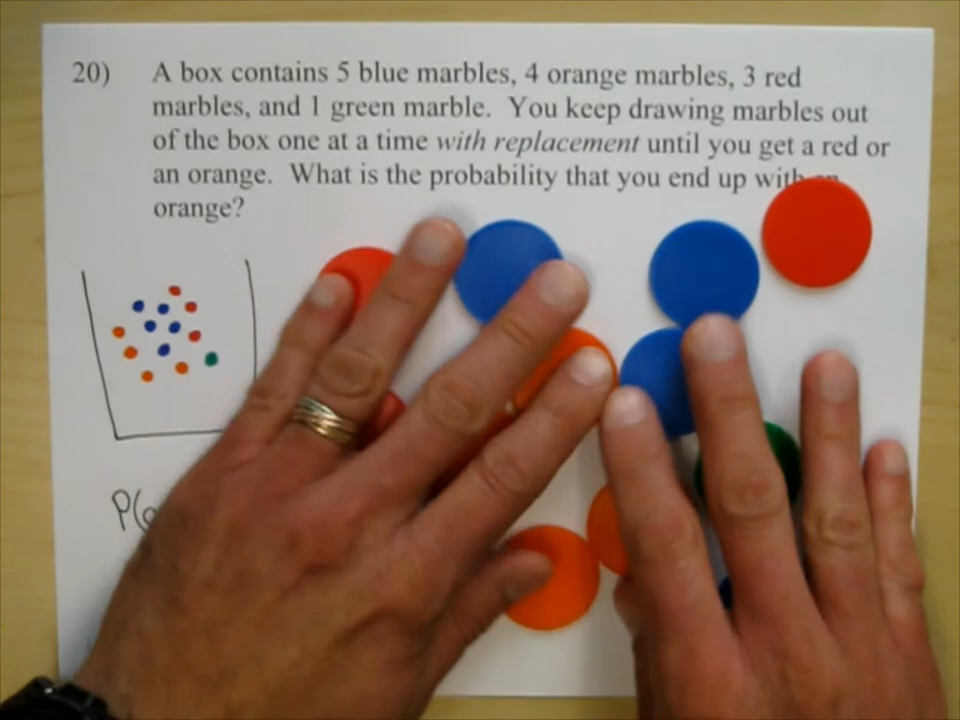 20) A box contains 5 blue marbles, 4 orange marbles, 3 red
marbles, and 1 green marble. You keep drawing marbles out
of the box one at a time with replacement until you get a red or
an orange. What is the probability that you end up with
orange?
P(